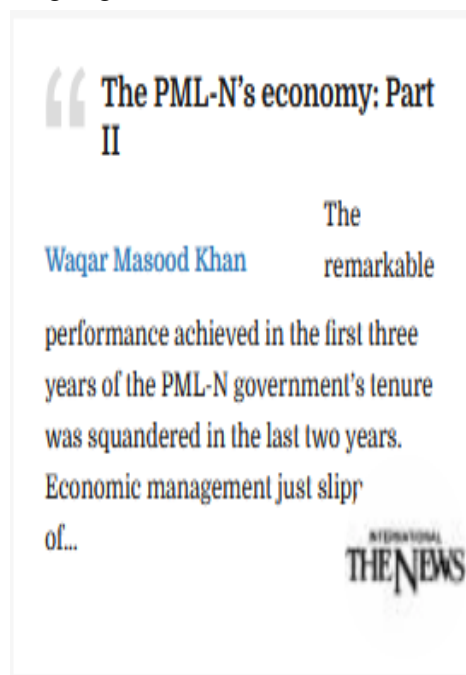 The PML-N’s economy: Part
II
The
Waqar Masood Khan
remarkable
performance achieved in the first three
years of the PML-N government’s tenure
was squandered in the last two years.
Economic management just
of...
INTERNATIONAL
THE NEWS